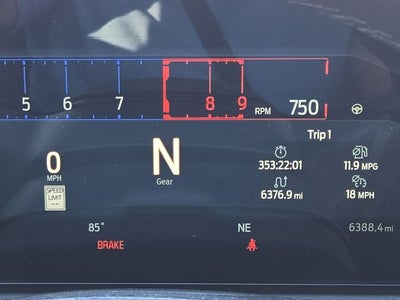 5 6 7 8 9 RPM 750
Trip 1
0 N 353:22:01 11.9 MPG
MPH Gear
SPEED LIMIT -- 6376.9 mi 18 MPH
85° NE 6388.4 mi
BRAKE